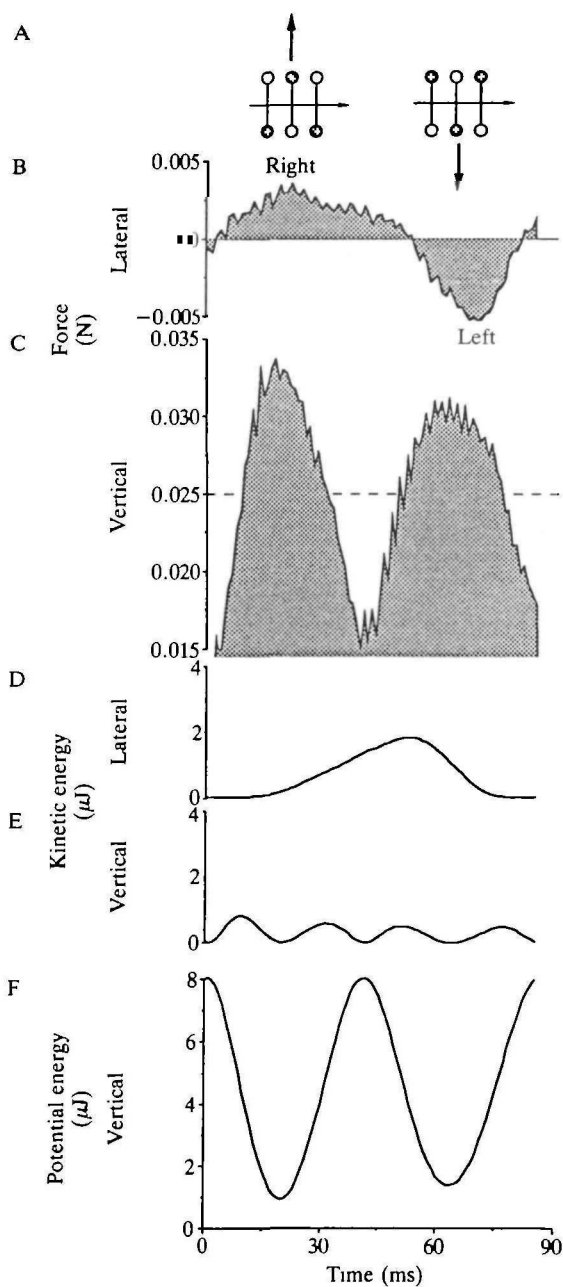 A
B
Right
0.005
Lateral
0
-0.005
Left
Force
(N)
C
0.035
0.030
Vertical
0.025
0.020
0.015
D
4
Lateral
2
0
Kinetic energy
(μJ)
E
4
Vertical
2
0
F
8
Potential energy
(μJ)
Vertical
6
4
2
0
0
30
60
90
Time (ms)